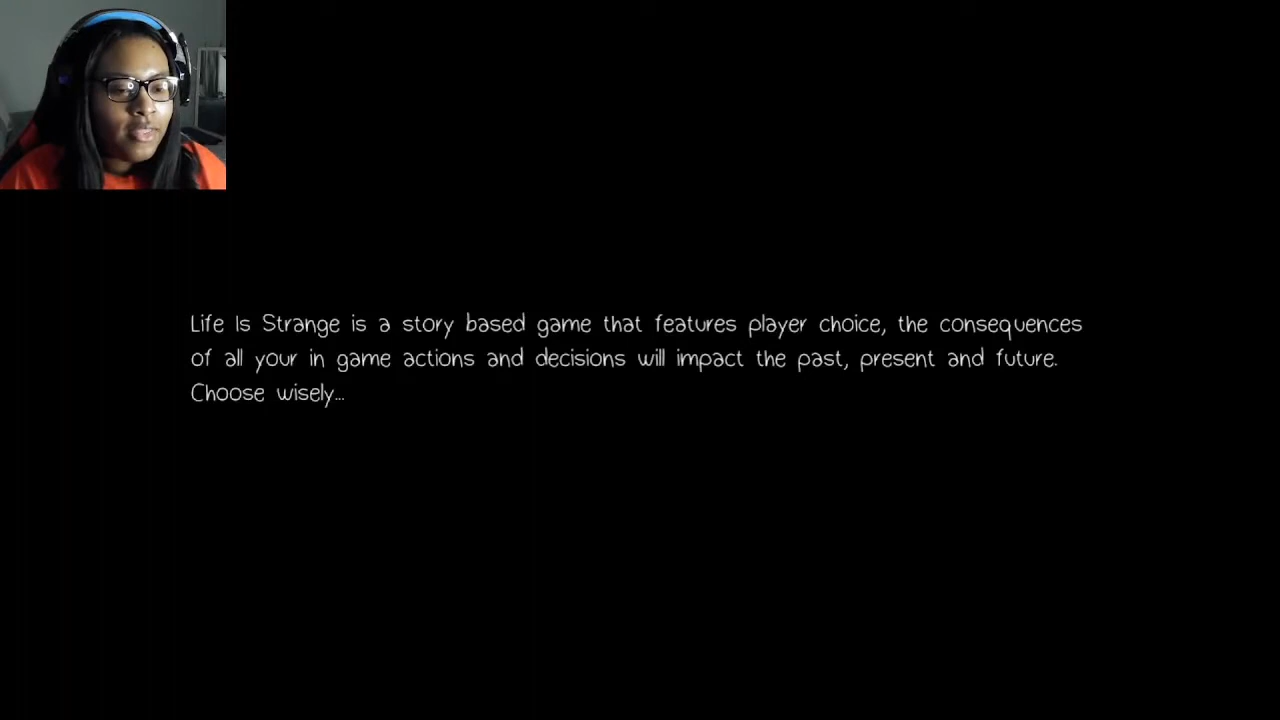 Life Is Strange is a story based game that features player choice, the consequences
of all your in game actions and decisions will impact the past, present and future.
Choose wisely...